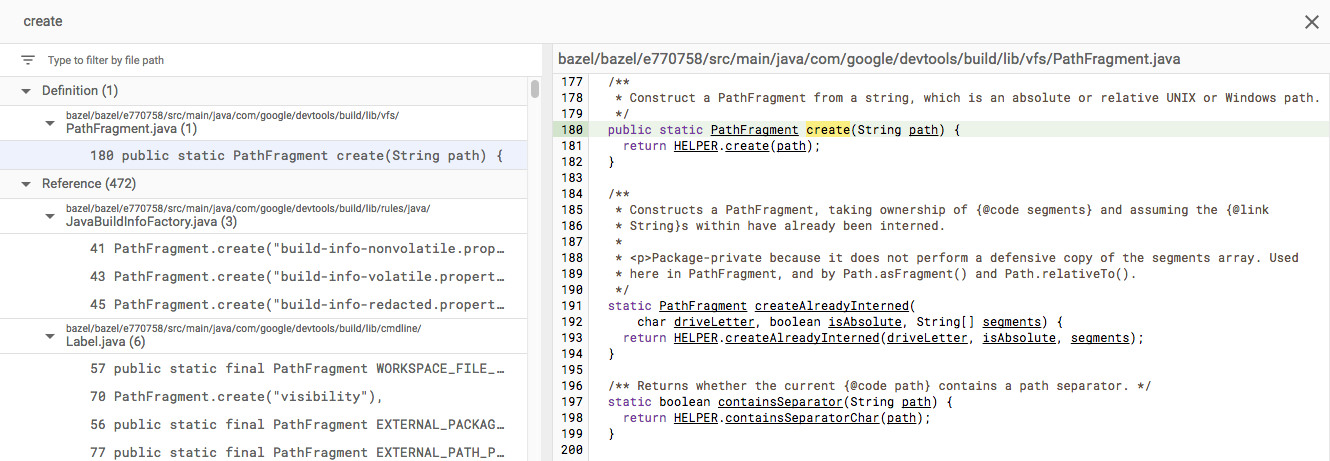 create
Type to filter by file path
Definition (1)
bazel/bazel/e770758/src/main/java/com/google/devtools/build/lib/vfs/
PathFragment.java (1)
180 public static PathFragment create(String path) {
Reference (472)
bazel/bazel/e770758/src/main/java/com/google/devtools/build/lib/rules/java/
JavaBuildInfoFactory.java (3)
41 PathFragment.create("build-info-nonvolatile.prop…
43 PathFragment.create("build-info-volatile.propert…
45 PathFragment.create("build-info-redacted.propert…
bazel/bazel/e770758/src/main/java/com/google/devtools/build/lib/cmdline/
Label.java (6)
57 public static final PathFragment WORKSPACE_FILE_…
70 PathFragment.create("visibility"),
56 public static final PathFragment EXTERNAL_PACKAG…
77 public static final PathFragment EXTERNAL_PATH_P…
bazel/bazel/e770758/src/main/java/com/google/devtools/build/lib/vfs/PathFragment.java
177 /**
178 * Construct a PathFragment from a string, which is an absolute or relative UNIX or Windows path.
179 */
180 public static PathFragment create(String path) {
181 return HELPER.create(path);
182 }
183
184 /**
185 * Constructs a PathFragment, taking ownership of {@code segments} and assuming the {@link
186 * String}s within have already been interned.
187 *
188 * <p>Package-private because it does not perform a defensive copy of the segments array. Used
189 * here in PathFragment, and by Path.asFragment() and Path.relativeTo().
190 */
191 static PathFragment createAlreadyInterned(
192 char driveLetter, boolean isAbsolute, String[] segments) {
193 return HELPER.createAlreadyInterned(driveLetter, isAbsolute, segments);
194 }
195
196 /** Returns whether the current {@code path} contains a path separator. */
197 static boolean containsSeparator(String path) {
198 return HELPER.containsSeparatorChar(path);
199 }
200